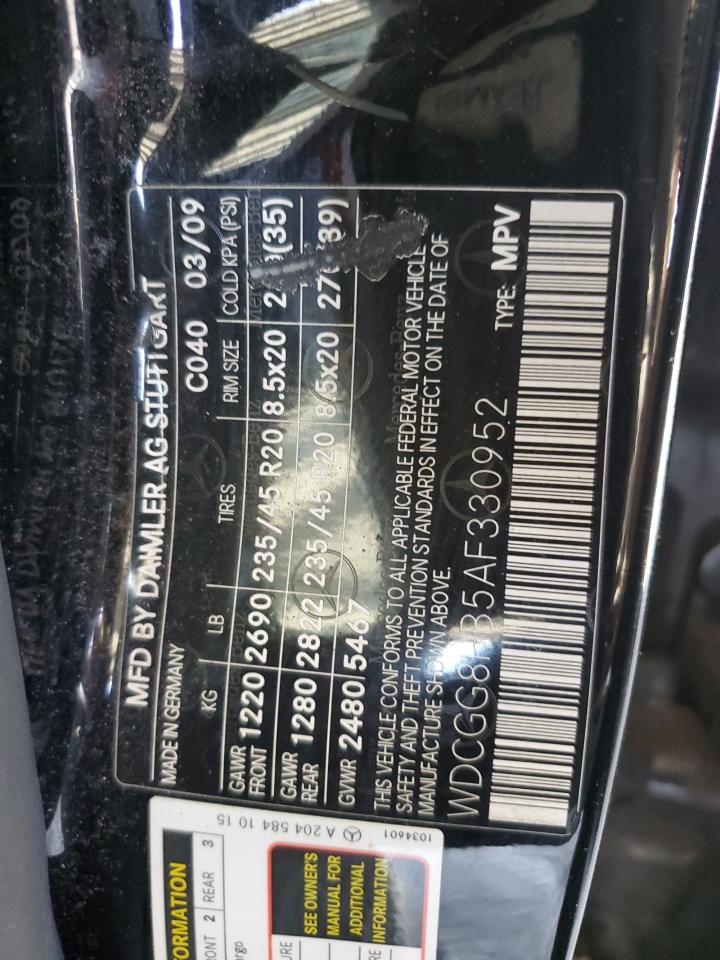 MFD BY DAIMLER AG STUTTGART
MADE IN GERMANY C040 03/09
KG LB TIRES RIM SIZE COLD KPA (PSI)
GAWR
FRONT 1220 2690 235/45 R20 8.5x20 (35)
GAWR
REAR 1280 2822 235/45 R20 8.5x20
GVWR 2480 5467
THIS VEHICLE CONFORMS TO ALL APPLICABLE FEDERAL MOTOR VEHICLE
SAFETY AND THEFT PREVENTION STANDARDS IN EFFECT ON THE DATE OF
MANUFACTURE SHOWN ABOVE.
TYPE: MPV
FRONT 2 REAR 3
SEE OWNER'S
MANUAL FOR
ADDITIONAL
INFORMATION
A 204 584 10 15
1034601